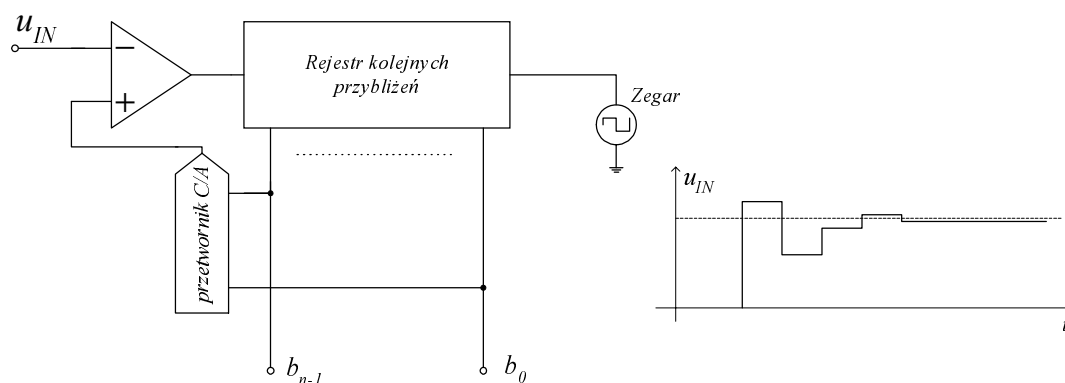 u_IN
−
+
Rejestr kolejnych
przybliżeń
Zegar
przetwornik C/A
b_n-1
b_0
u_IN
t